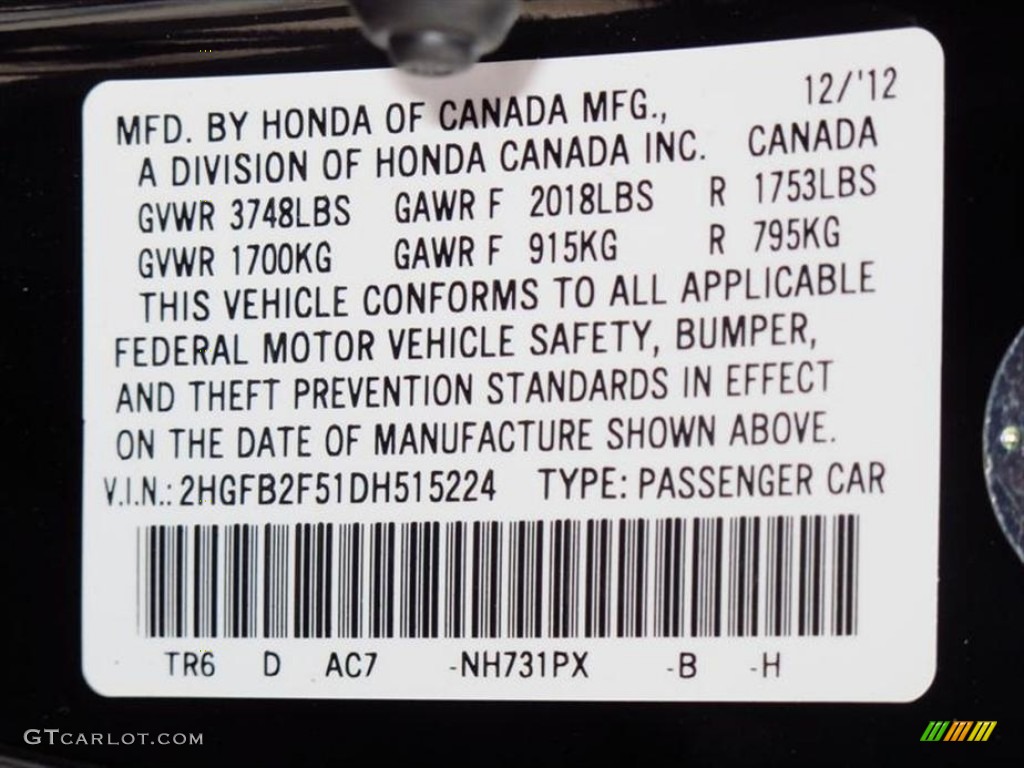 12/'12
MFD. BY HONDA OF CANADA MFG.,
A DIVISION OF HONDA CANADA INC. CANADA
GVWR 3748LBS GAWR F 2018LBS R 1753LBS
GVWR 1700KG GAWR F 915KG R 795KG
THIS VEHICLE CONFORMS TO ALL APPLICABLE
FEDERAL MOTOR VEHICLE SAFETY, BUMPER,
AND THEFT PREVENTION STANDARDS IN EFFECT
ON THE DATE OF MANUFACTURE SHOWN ABOVE.
V.I.N.: 2HGFB2F51DH515224 TYPE: PASSENGER CAR
TR6 D AC7 -NH731PX -B -H
GTCARLOT.COM